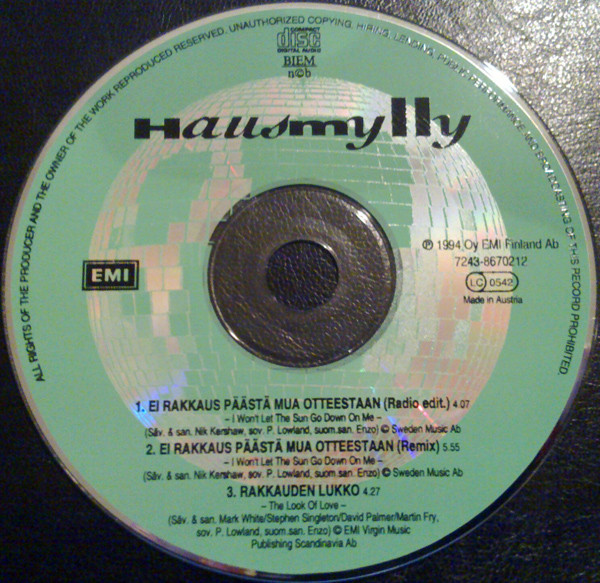 ALL RIGHTS OF THE PRODUCER AND THE OWNER OF THE WORK REPRODUCED RESERVED. UNAUTHORIZED COPYING, HIRING, LENDING, PUBLIC PERFORMANCE AND BROADCASTING OF THIS RECORD PROHIBITED.
COMPACT
disc
DIGITAL AUDIO
BIEM
n©b
Hausmylly
EMI
℗ 1994 Oy EMI Finland Ab
7243-8670212
LC 0542
Made in Austria
1. EI RAKKAUS PÄÄSTÄ MUA OTTEESTAAN (Radio edit.) 4.07
– I Won't Let The Sun Go Down On Me –
(Säv. & san. Nik Kershaw, sov. P. Lowland, suom.san. Enzo) © Sweden Music Ab
2. EI RAKKAUS PÄÄSTÄ MUA OTTEESTAAN (Remix) 5.55
– I Won't Let The Sun Go Down On Me –
(Säv. & san. Nik Kershaw, sov. P. Lowland, suom.san. Enzo) © Sweden Music Ab
3. RAKKAUDEN LUKKO 4.27
– The Look Of Love –
(Säv. & san. Mark White/Stephen Singleton/David Palmer/Martin Fry,
sov. P. Lowland, suom.san. Enzo) © EMI Virgin Music
Publishing Scandinavia Ab